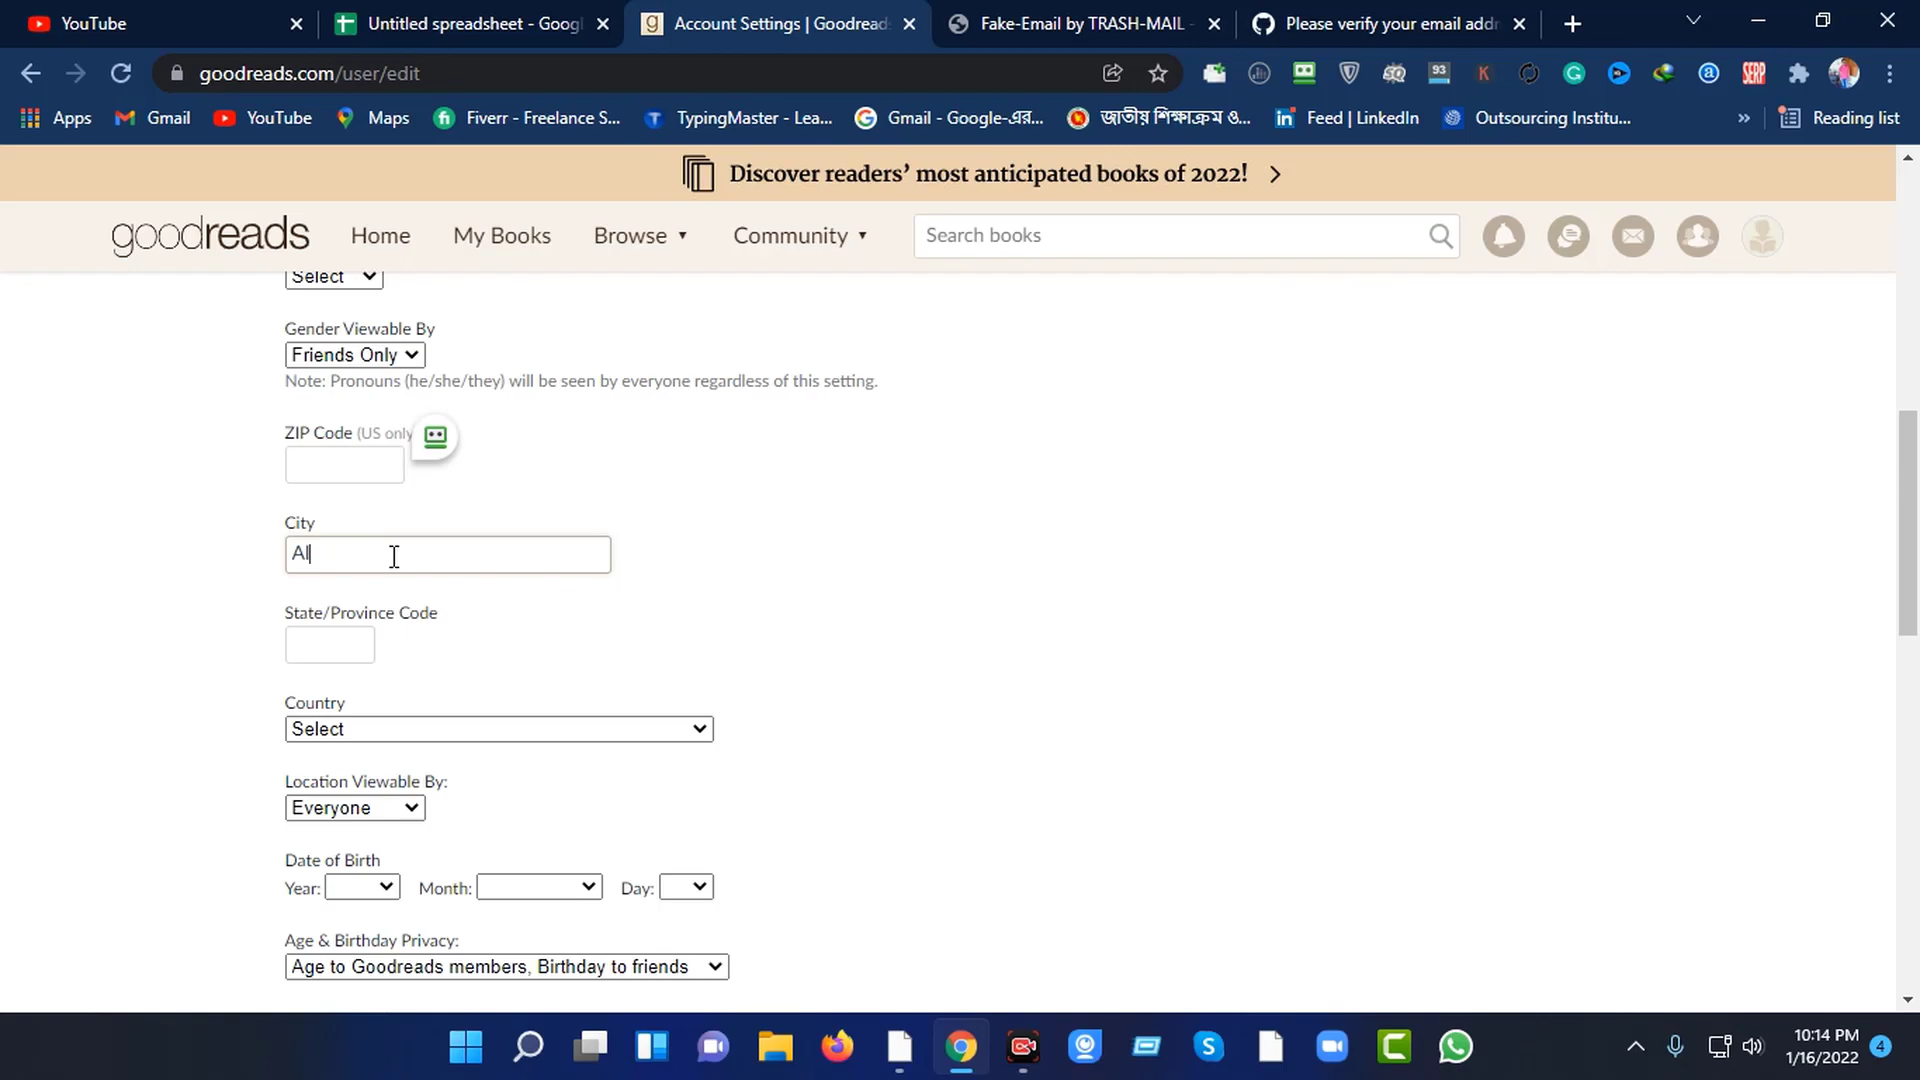 YouTube
Untitled spreadsheet - Googl
Account Settings | Goodreads
Fake-Email by TRASH-MAIL -
Please verify your email addr
goodreads.com/user/edit
93
K
SERP
Apps
Gmail
YouTube
Maps
Fiverr - Freelance S...
TypingMaster - Lea...
Gmail - Google-এর...
জাতীয় শিক্ষাক্রম ও...
Feed | LinkedIn
Outsourcing Institu...
»
Reading list
Discover readers’ most anticipated books of 2022!
goodreads
Home
My Books
Browse
Community
Search books
Select
Gender Viewable By
Friends Only
Note: Pronouns (he/she/they) will be seen by everyone regardless of this setting.
ZIP Code (US only
City
Al
State/Province Code
Country
Select
Location Viewable By:
Everyone
Date of Birth
Year:
Month:
Day:
Age & Birthday Privacy:
Age to Goodreads members, Birthday to friends
10:14 PM
1/16/2022
4